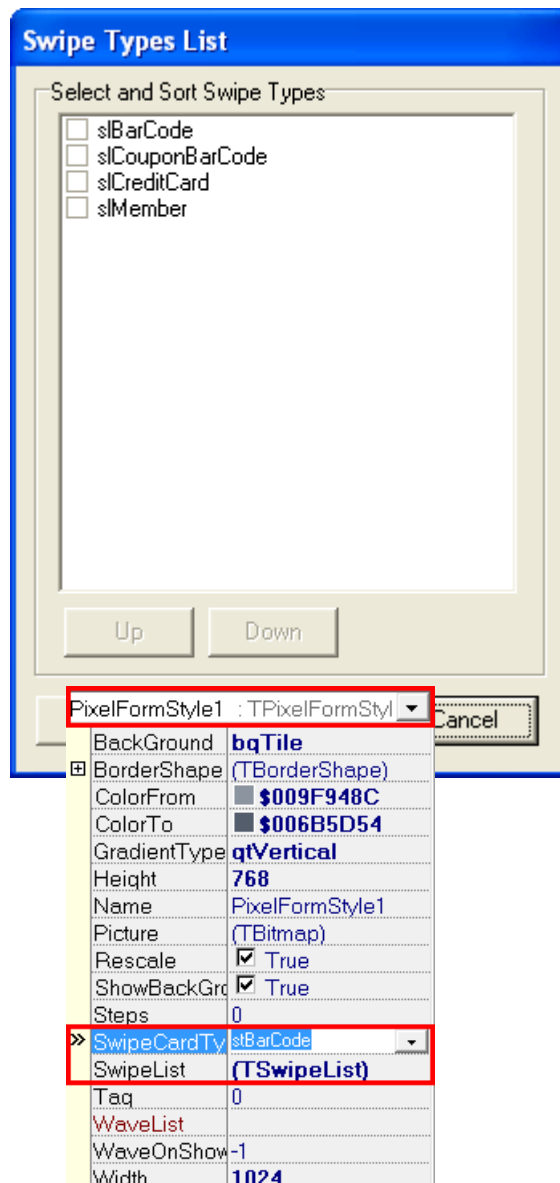 Swipe Types List
Select and Sort Swipe Types
slBarCode
slCouponBarCode
slCreditCard
slMember
Up Down
Cancel
PixelFormStyle1 : TPixelFormStyl
BackGround bgTile
BorderShape (TBorderShape)
ColorFrom $009F948C
ColorTo $006B5D54
GradientType gtVertical
Height 768
Name PixelFormStyle1
Picture (TBitmap)
Rescale True
ShowBackGro True
Steps 0
» SwipeCardTy stBarCode
SwipeList (TSwipeList)
Tag 0
WaveList
WaveOnShow -1
Width 1024